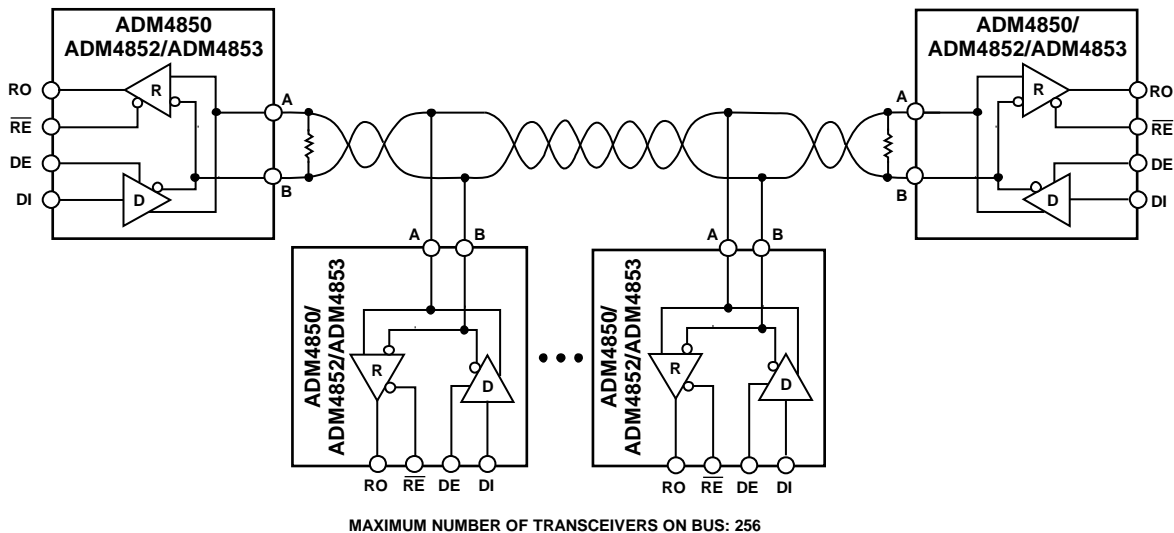 ADM4850
ADM4852/ADM4853
RO
RE
DE
DI
R
D
A
B
ADM4850/
ADM4852/ADM4853
A
B
R
D
RO
RE
DE
DI
A
B
ADM4850/
ADM4852/ADM4853
R
D
RO
RE
DE
DI
A
B
ADM4850/
ADM4852/ADM4853
R
D
RO
RE
DE
DI
MAXIMUM NUMBER OF TRANSCEIVERS ON BUS: 256